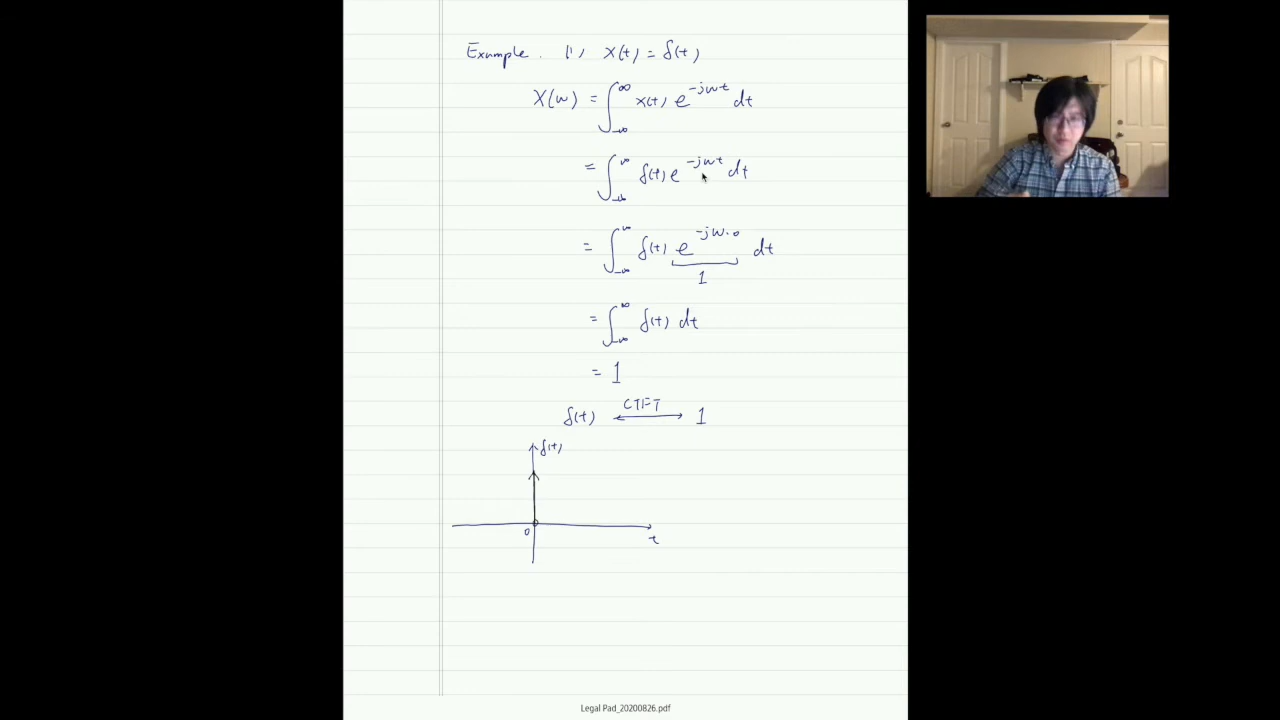 Example. (1) x(t) = δ(t)
X(ω) = ∫_{-∞}^{∞} x(t) e^{-jωt} dt
= ∫_{-∞}^{∞} δ(t) e^{-jωt} dt
= ∫_{-∞}^{∞} δ(t) e^{-jω·0} dt
1
= ∫_{-∞}^{∞} δ(t) dt
= 1
δ(t) ⟷ 1
CTFT
δ(t)
0
t
Legal Pad_20200826.pdf